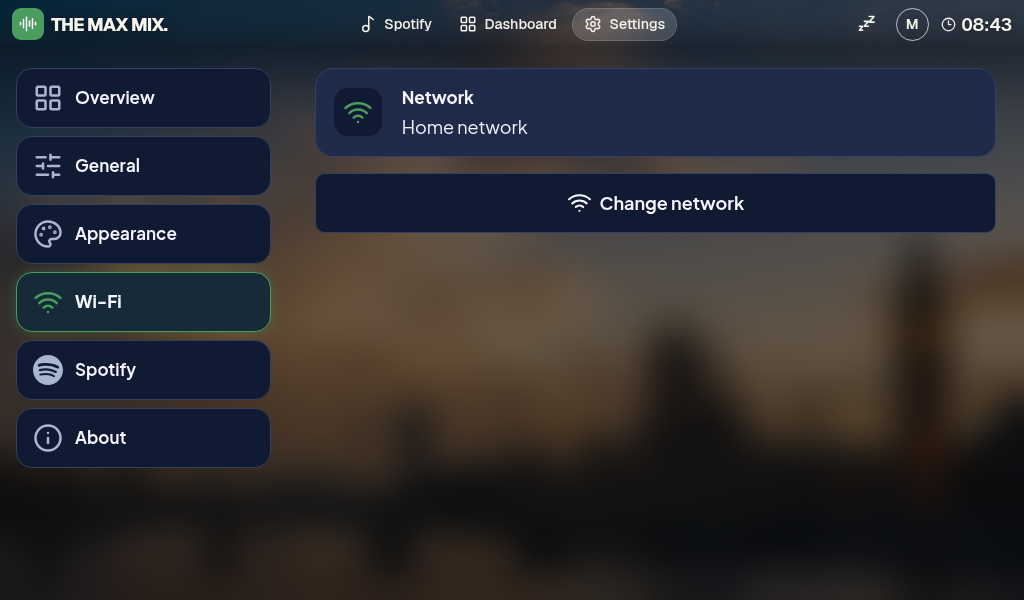 THE MAX MIX.
Spotify
Dashboard
Settings
zzz
M
08:43
Overview
General
Appearance
Wi-Fi
Spotify
About
Network
Home network
Change network